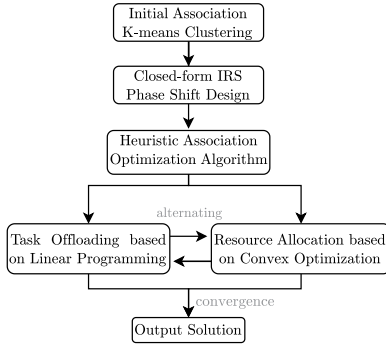 Initial Association
K-means Clustering
Closed-form IRS
Phase Shift Design
Heuristic Association
Optimization Algorithm
alternating
Task Offloading based
on Linear Programming
Resource Allocation based
on Convex Optimization
convergence
Output Solution